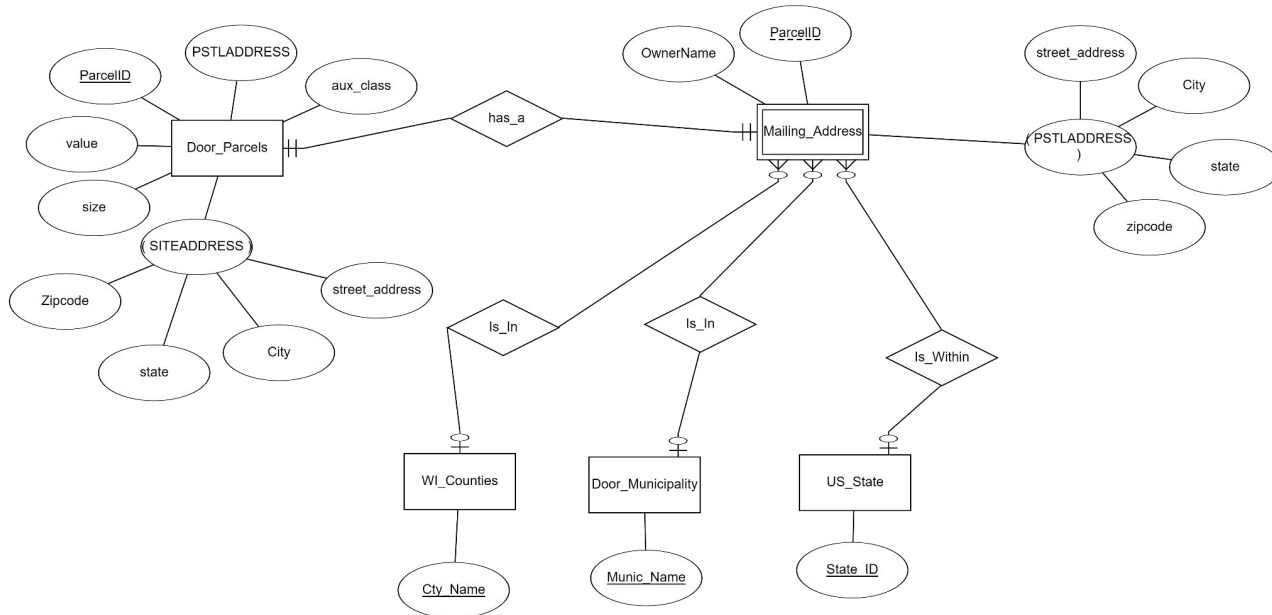 PSTLADDRESS
ParcelID
aux_class
value
Door_Parcels
size
( SITEADDRESS )
Zipcode
street_address
state
City
has_a
OwnerName
ParcelID
Mailing_Address
street_address
City
( PSTLADDRESS
)
state
zipcode
Is_In
Is_In
Is_Within
WI_Counties
Door_Municipality
US_State
Cty_Name
Munic_Name
State_ID